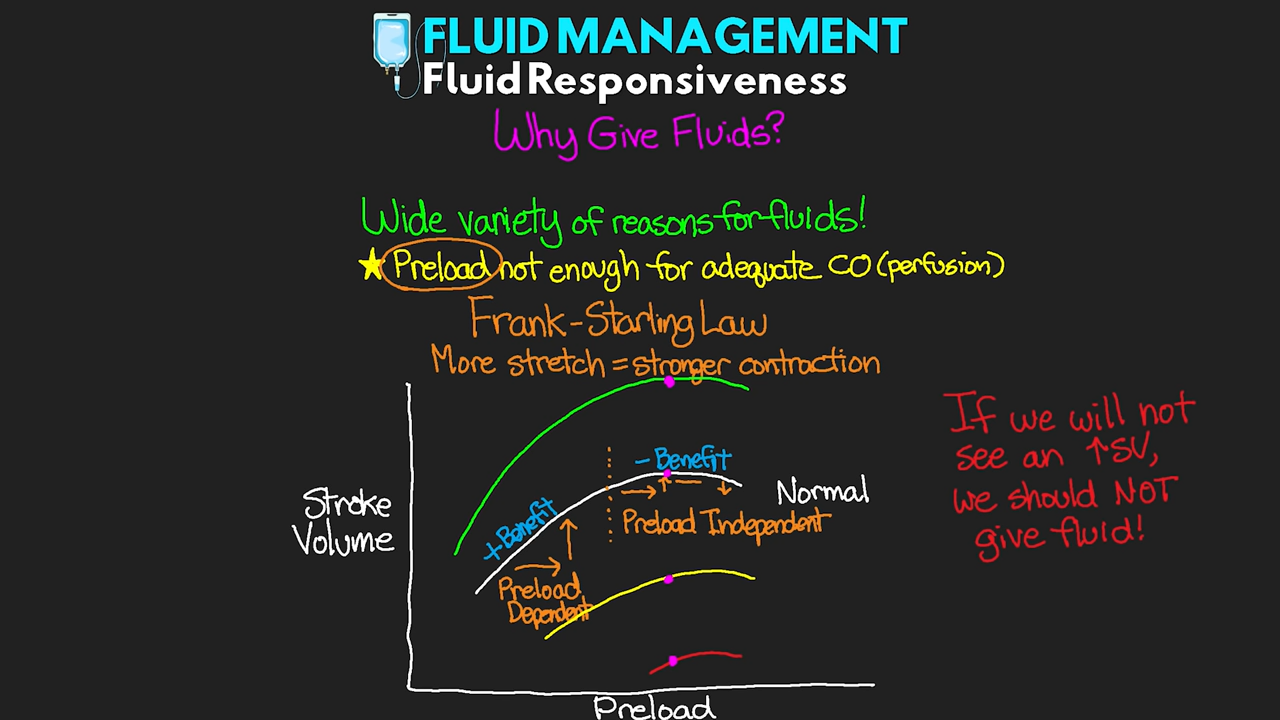 FLUID MANAGEMENT
Fluid Responsiveness
Why Give Fluids?
Wide variety of reasons for fluids!
★ Preload not enough for adequate CO (perfusion)
Frank-Starling Law
More stretch = stronger contraction
If we will not
see an ↑SV,
we should NOT
give fluid!
Stroke
Volume
+ Benefit
- Benefit
Normal
Preload Independent
Preload
Dependent
Preload